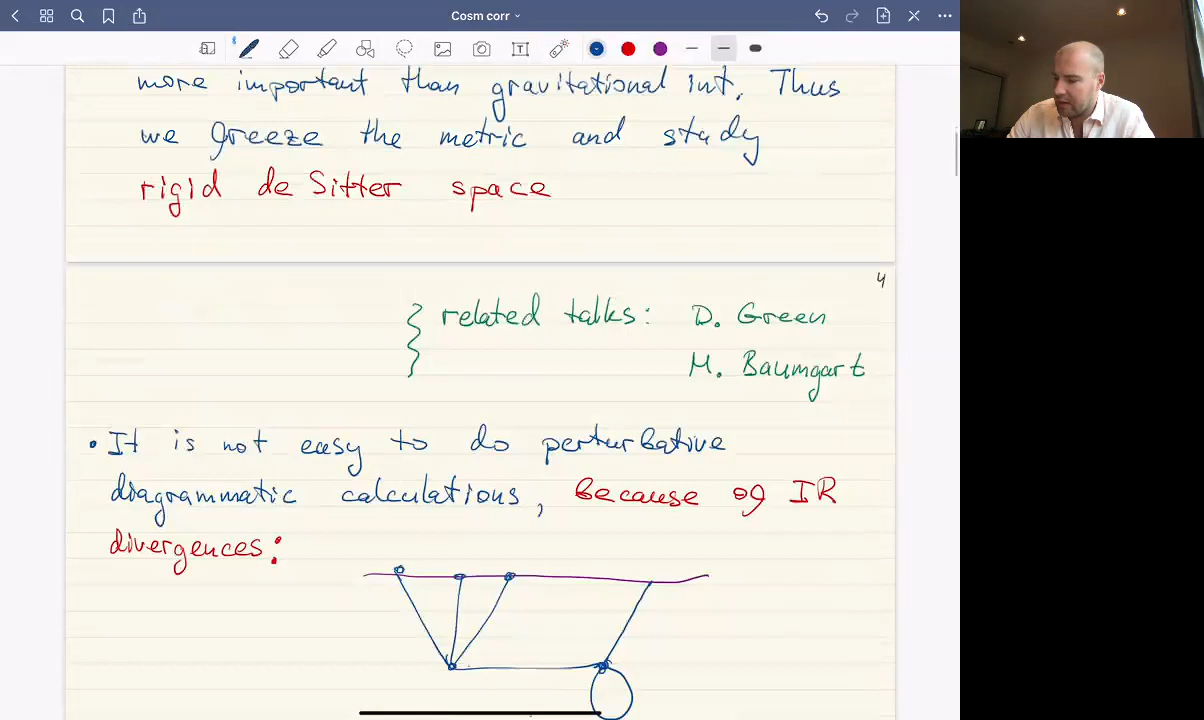 Cosm corr
more important than gravitational int. Thus
we freeze the metric and study
rigid de Sitter space
4
related talks: D. Green
M. Baumgart
• It is not easy to do perturbative
diagrammatic calculations, because of IR
divergences: